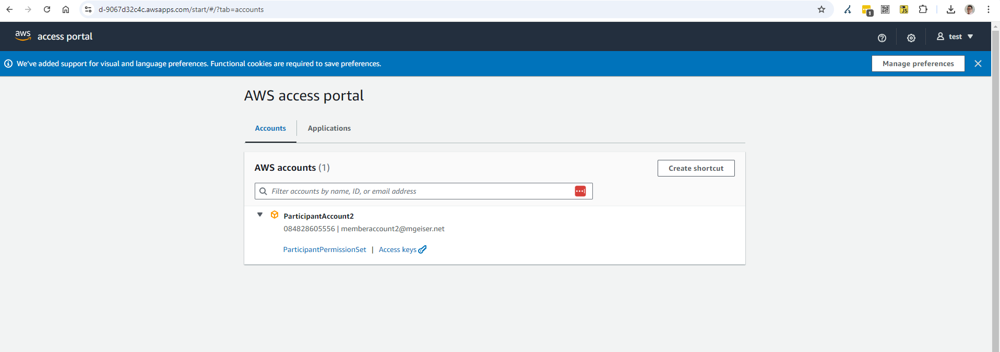 d-9067d32c4c.awsapps.com/start/#/?tab=accounts
1
JS
aws access portal
test
We've added support for visual and language preferences. Functional cookies are required to save preferences.
Manage preferences
AWS access portal
Accounts
Applications
AWS accounts (1)
Create shortcut
Filter accounts by name, ID, or email address
ParticipantAccount2
084828605556 | memberaccount2@mgeiser.net
ParticipantPermissionSet | Access keys